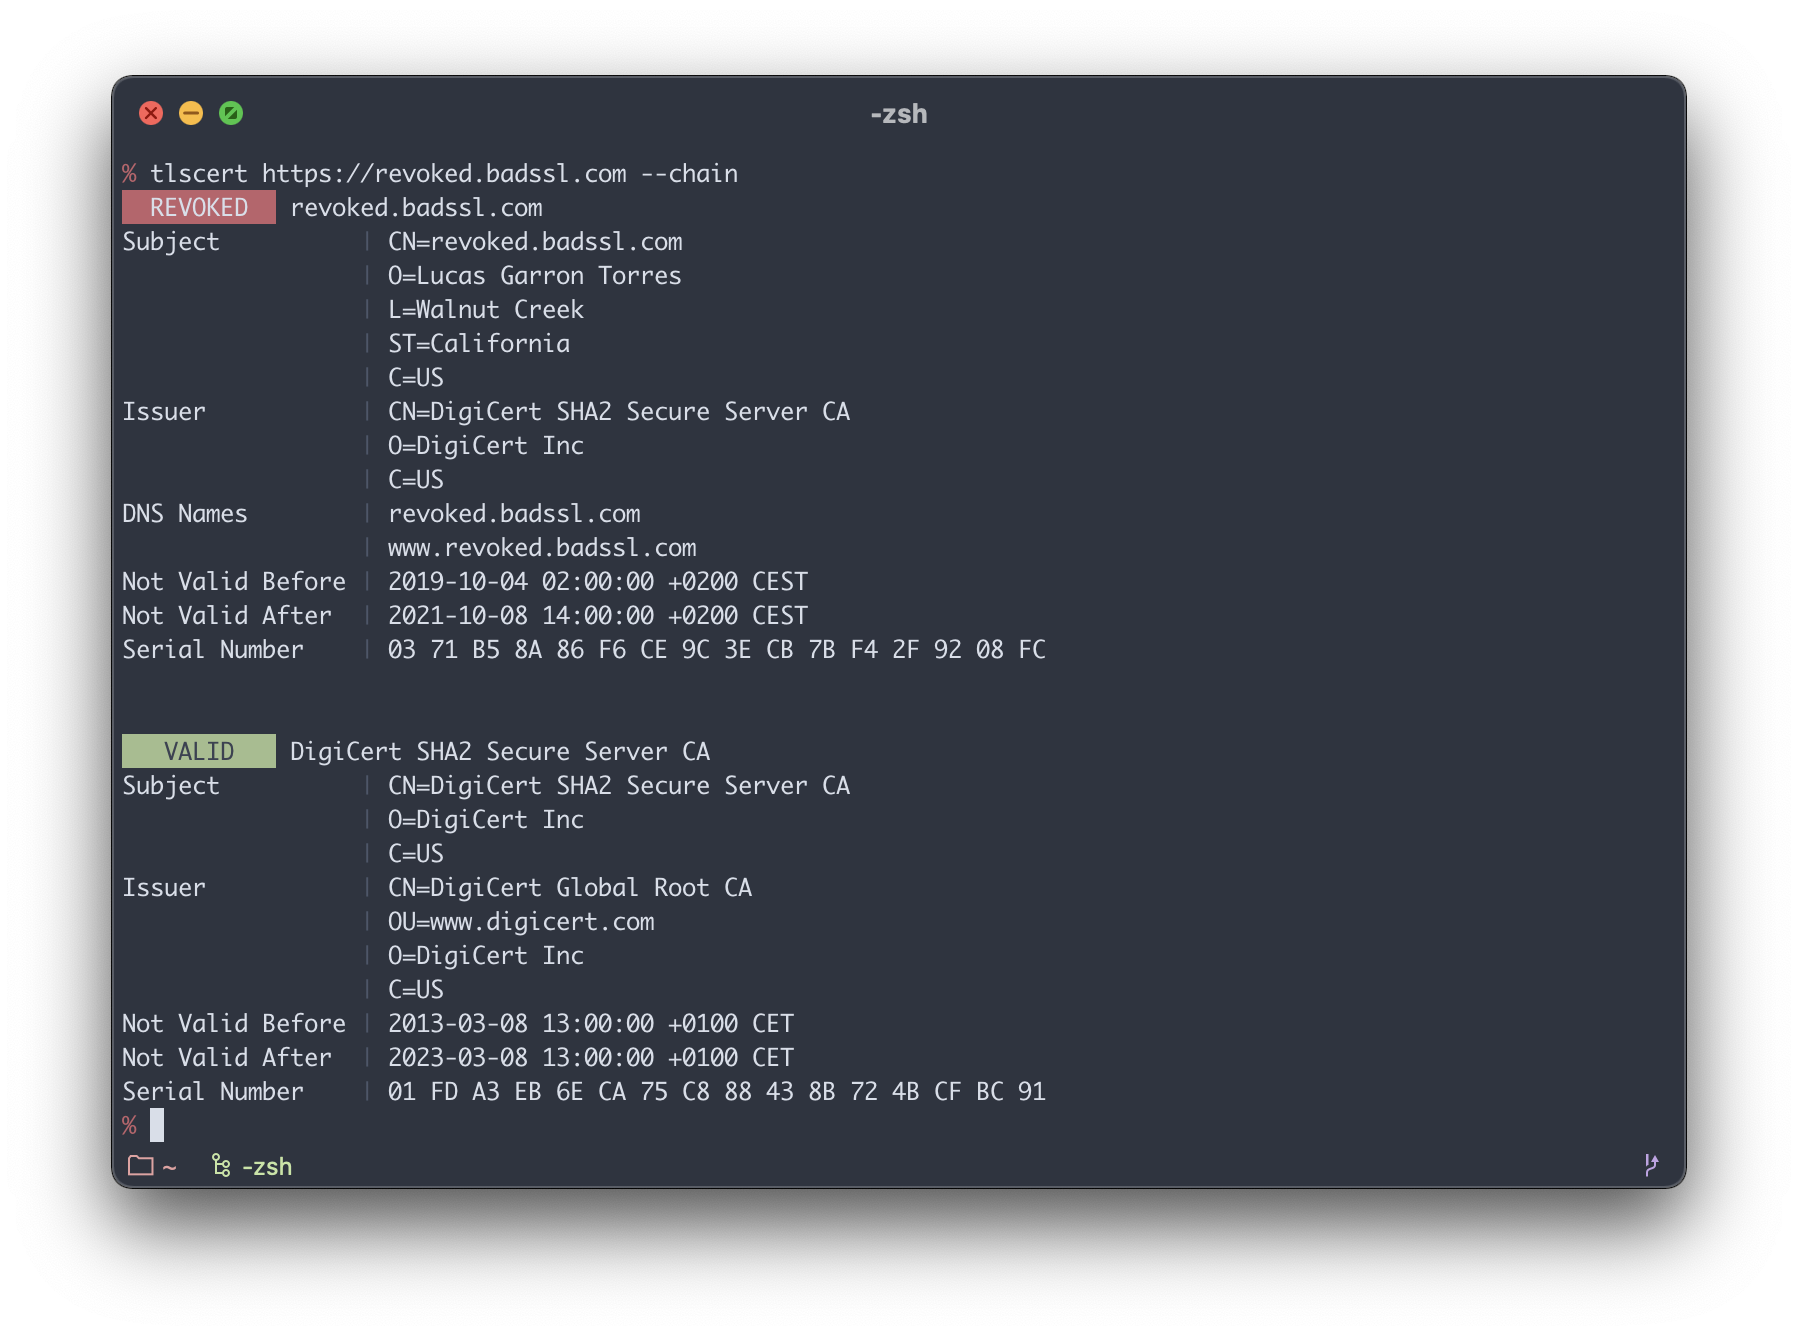 -zsh
% tlscert https://revoked.badssl.com --chain
REVOKED revoked.badssl.com
Subject | CN=revoked.badssl.com
| O=Lucas Garron Torres
| L=Walnut Creek
| ST=California
| C=US
Issuer | CN=DigiCert SHA2 Secure Server CA
| O=DigiCert Inc
| C=US
DNS Names | revoked.badssl.com
| www.revoked.badssl.com
Not Valid Before | 2019-10-04 02:00:00 +0200 CEST
Not Valid After | 2021-10-08 14:00:00 +0200 CEST
Serial Number | 03 71 B5 8A 86 F6 CE 9C 3E CB 7B F4 2F 92 08 FC
VALID DigiCert SHA2 Secure Server CA
Subject | CN=DigiCert SHA2 Secure Server CA
| O=DigiCert Inc
| C=US
Issuer | CN=DigiCert Global Root CA
| OU=www.digicert.com
| O=DigiCert Inc
| C=US
Not Valid Before | 2013-03-08 13:00:00 +0100 CET
Not Valid After | 2023-03-08 13:00:00 +0100 CET
Serial Number | 01 FD A3 EB 6E CA 75 C8 88 43 8B 72 4B CF BC 91
%
~ -zsh